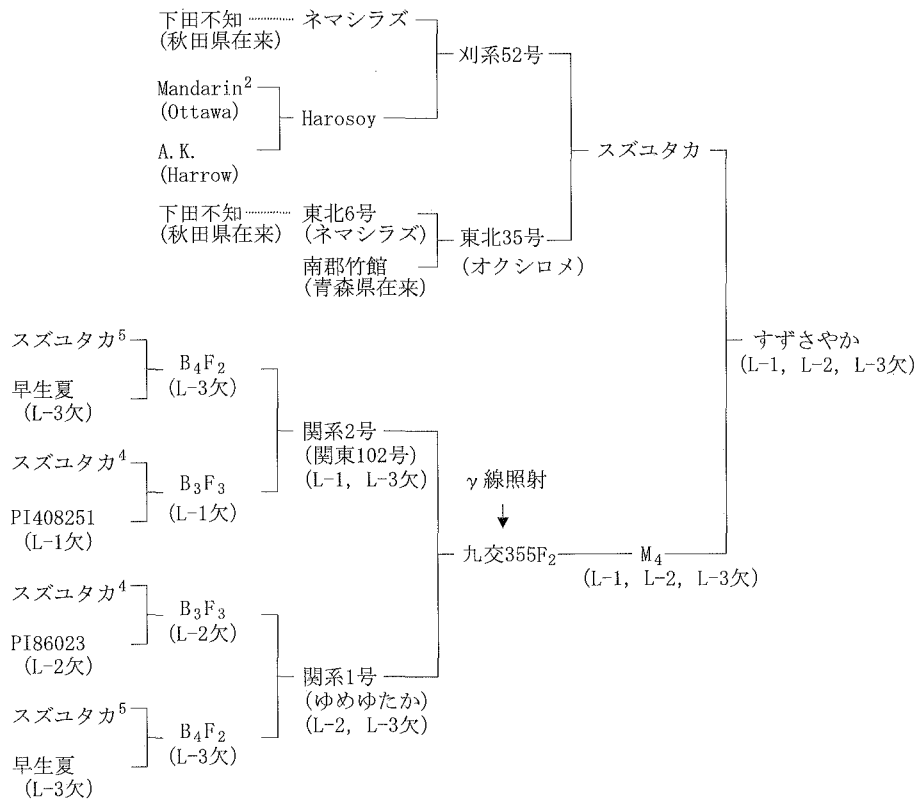 下田不知 ネマシラズ
(秋田県在来)
刈系52号
Mandarin²
(Ottawa)
Harosoy
A.K.
(Harrow)
スズユタカ
下田不知 東北6号
(秋田県在来) (ネマシラズ)
東北35号
(オクシロメ)
南郡竹館
(青森県在来)
すずさやか
(L-1, L-2, L-3欠)
スズユタカ⁵
B₄F₂
(L-3欠)
早生夏
(L-3欠)
関系2号
(関東102号)
(L-1, L-3欠)
スズユタカ⁴
B₃F₃
(L-1欠)
PI408251
(L-1欠)
γ線照射
九交355F₂ M₄
(L-1, L-2, L-3欠)
スズユタカ⁴
B₃F₃
(L-2欠)
PI86023
(L-2欠)
関系1号
(ゆめゆたか)
(L-2, L-3欠)
スズユタカ⁵
B₄F₂
(L-3欠)
早生夏
(L-3欠)